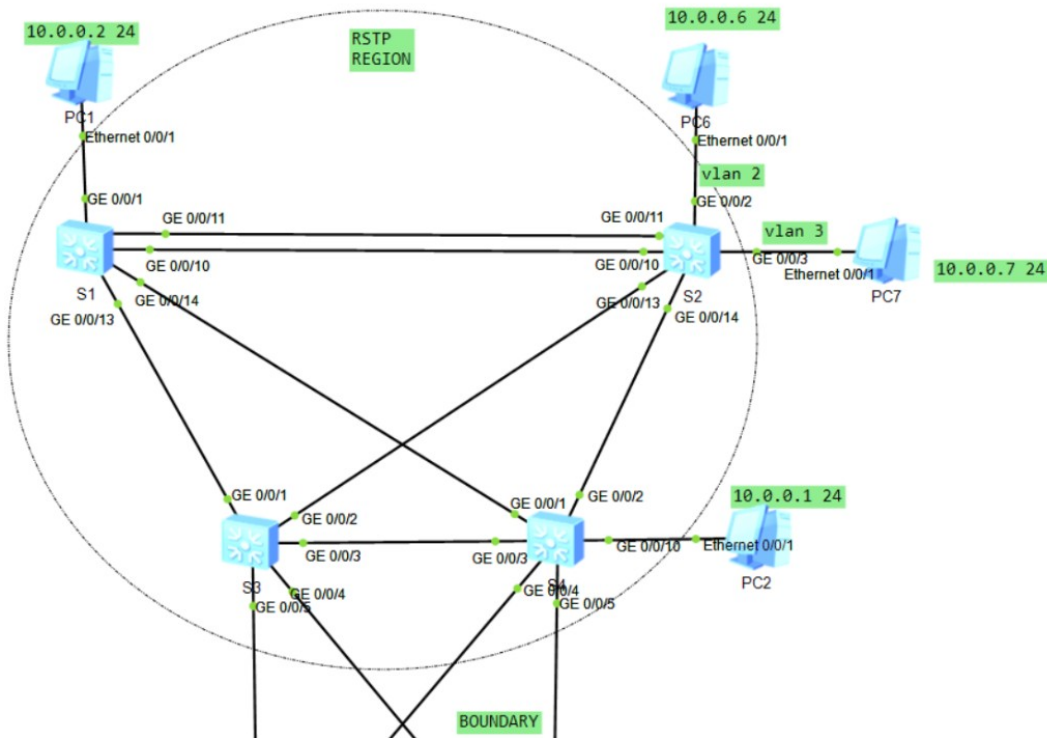 10.0.0.2 24
10.0.0.6 24
RSTP
REGION
PC1
PC6
Ethernet 0/0/1
Ethernet 0/0/1
vlan 2
GE 0/0/1
GE 0/0/2
GE 0/0/11
GE 0/0/11
vlan 3
GE 0/0/10
GE 0/0/10
GE 0/0/3
Ethernet 0/0/1
10.0.0.7 24
S1
GE 0/0/14
GE 0/0/13
S2
PC7
GE 0/0/13
GE 0/0/14
GE 0/0/1
GE 0/0/2
GE 0/0/1
GE 0/0/2
10.0.0.1 24
GE 0/0/3
GE 0/0/3
GE 0/0/10
Ethernet 0/0/1
S3
S4
PC2
GE 0/0/4
GE 0/0/5
GE 0/0/4
GE 0/0/5
BOUNDARY